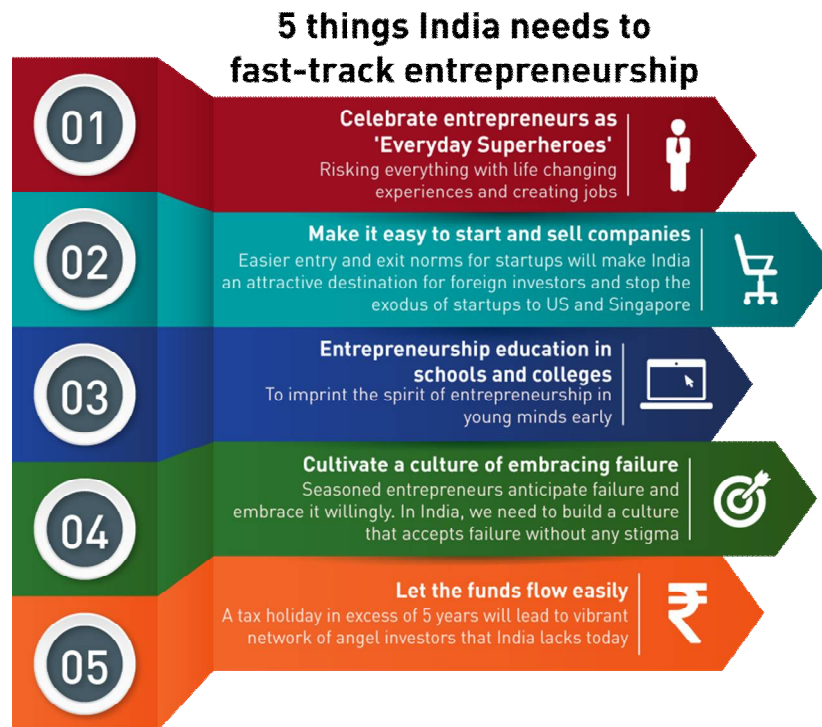 5 things India needs to
fast-track entrepreneurship
01
Celebrate entrepreneurs as
'Everyday Superheroes'
Risking everything with life changing
experiences and creating jobs
02
Make it easy to start and sell companies
Easier entry and exit norms for startups will make India
an attractive destination for foreign investors and stop the
exodus of startups to US and Singapore
03
Entrepreneurship education in
schools and colleges
To imprint the spirit of entrepreneurship in
young minds early
04
Cultivate a culture of embracing failure
Seasoned entrepreneurs anticipate failure and
embrace it willingly. In India, we need to build a culture
that accepts failure without any stigma
05
Let the funds flow easily
A tax holiday in excess of 5 years will lead to vibrant
network of angel investors that India lacks today
₹